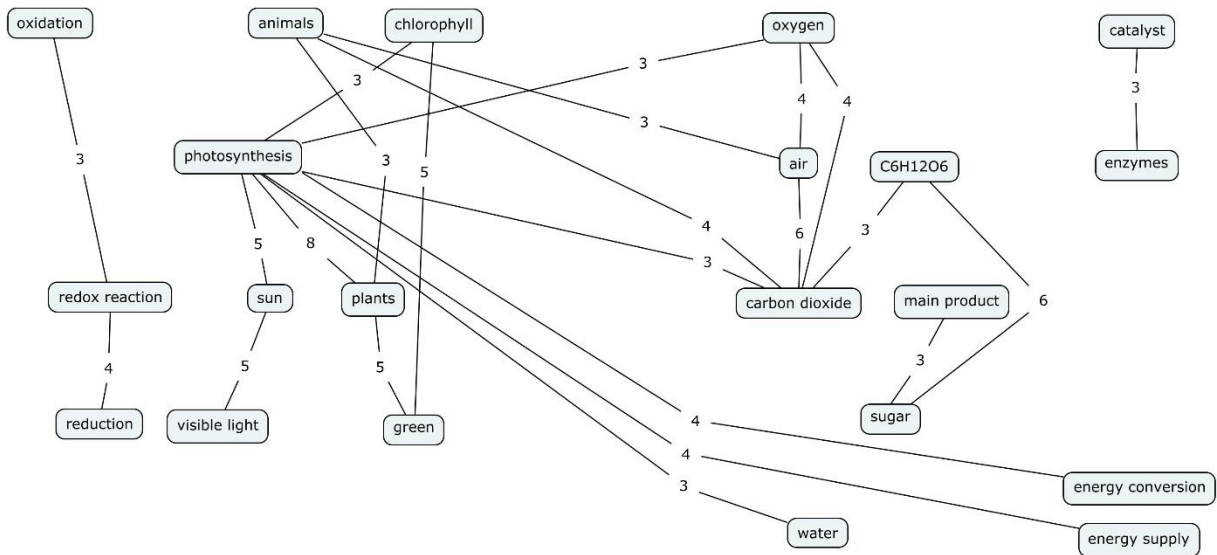 oxidation
animals
chlorophyll
oxygen
catalyst
3
3
4
4
3
3
photosynthesis
3
3
5
air
C6H12O6
enzymes
5
8
4
3
6
3
redox reaction
sun
plants
carbon dioxide
main product
6
4
5
5
3
reduction
visible light
green
4
sugar
4
3
energy conversion
water
energy supply